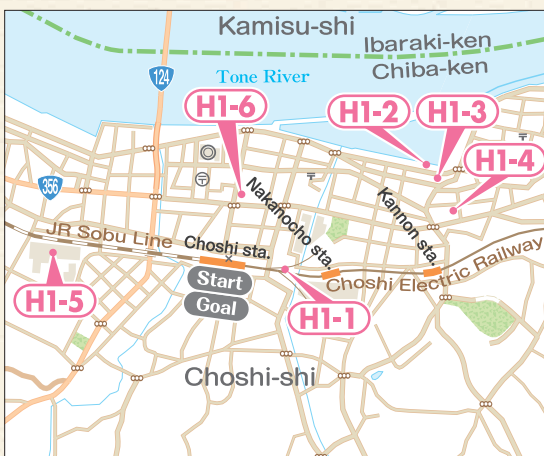 Kamisu-shi
Ibaraki-ken
Chiba-ken
124
Tone River
H1-6
H1-2
H1-3
H1-4
356
Nakanocho sta.
Kannon sta.
JR Sobu Line
Choshi sta.
Choshi Electric Railway
Start
Goal
H1-5
H1-1
Choshi-shi